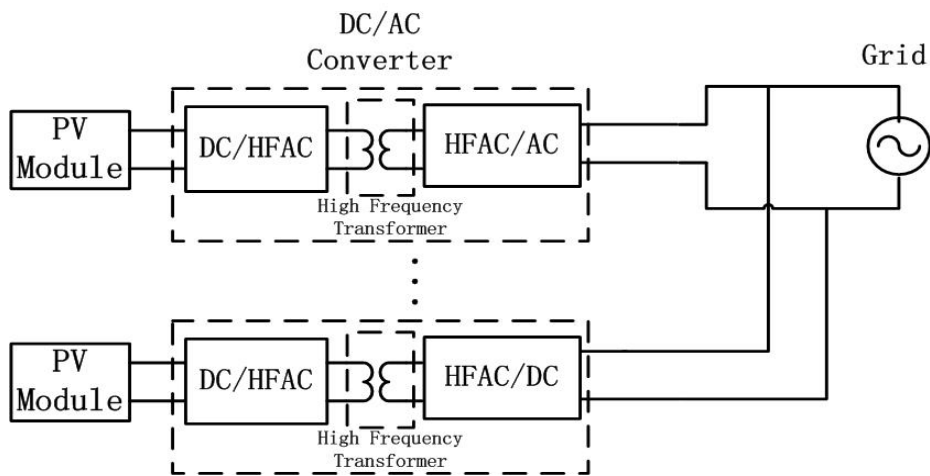 DC/AC
Converter
Grid
PV
Module
DC/HFAC
HFAC/AC
High Frequency
Transformer
PV
Module
DC/HFAC
HFAC/DC
High Frequency
Transformer